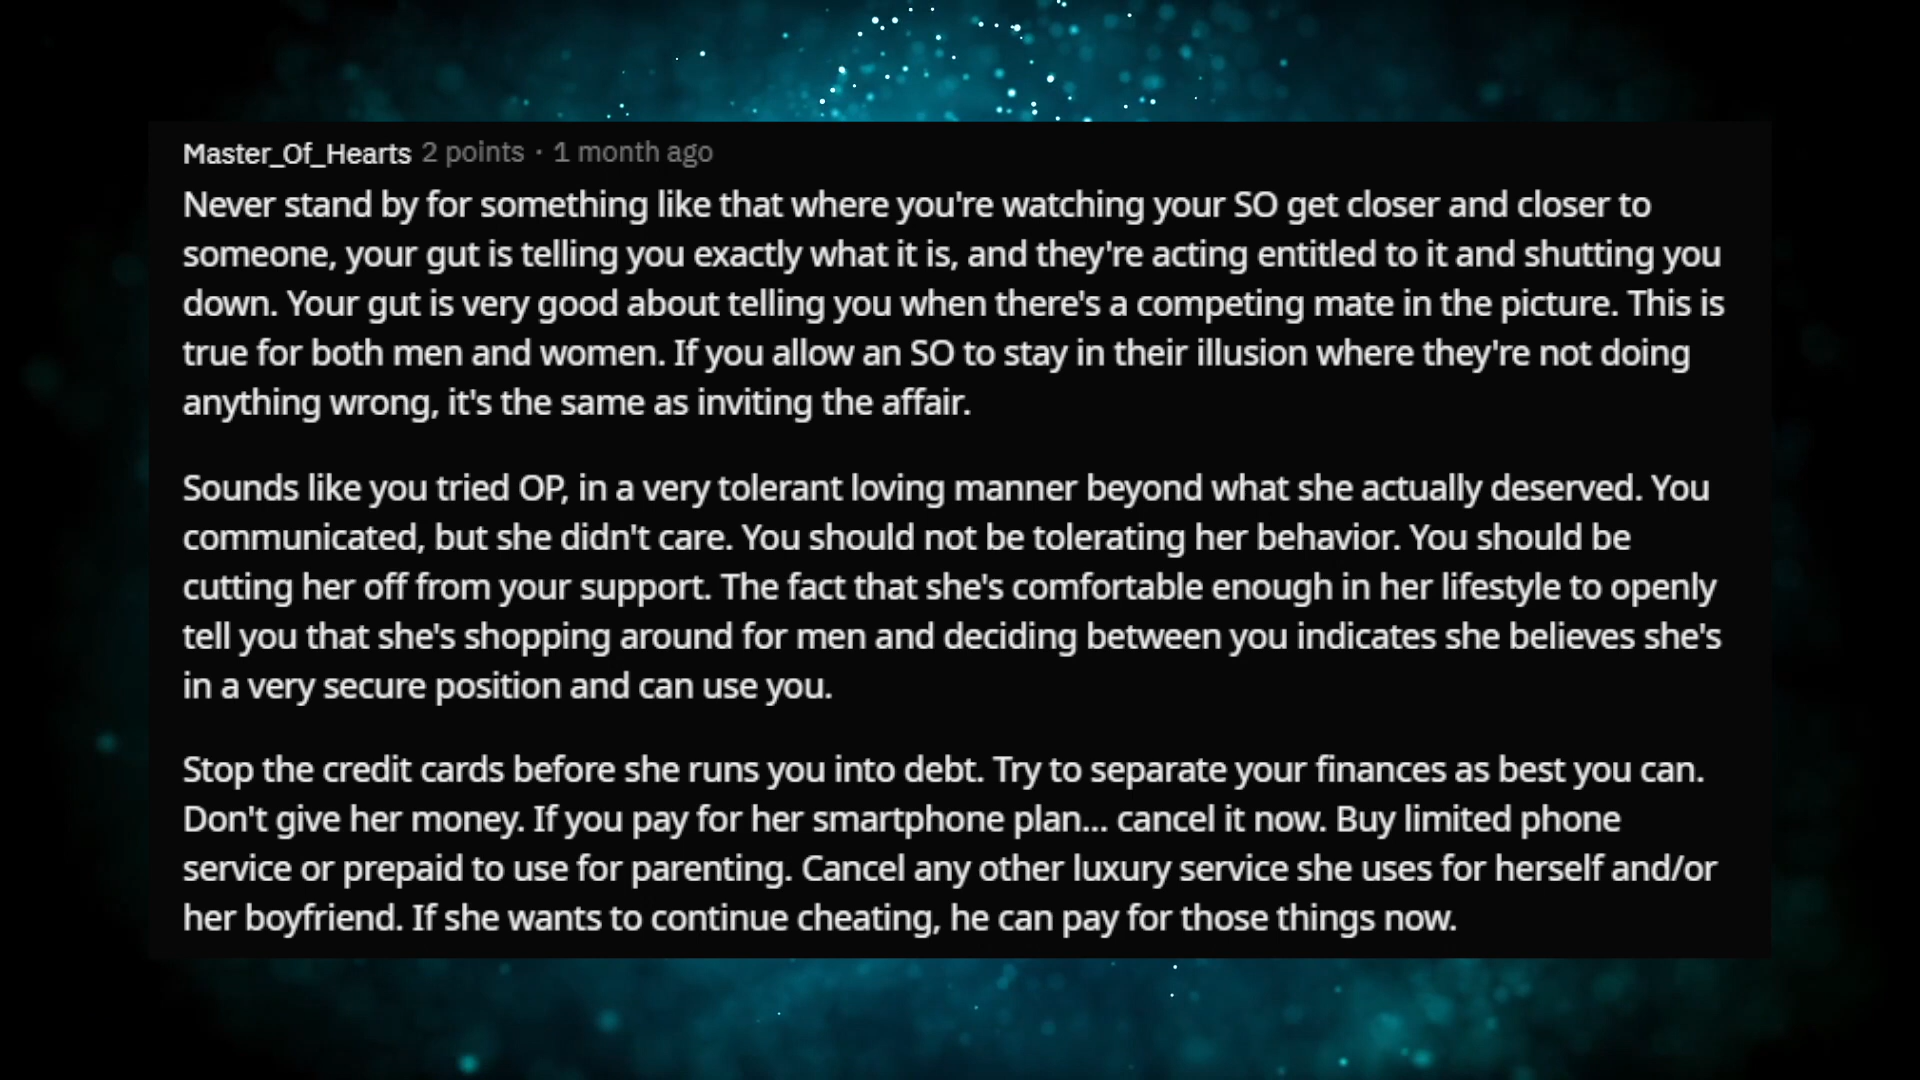 Master_Of_Hearts 2 points · 1 month ago
Never stand by for something like that where you're watching your SO get closer and closer to
someone, your gut is telling you exactly what it is, and they're acting entitled to it and shutting you
down. Your gut is very good about telling you when there's a competing mate in the picture. This is
true for both men and women. If you allow an SO to stay in their illusion where they're not doing
anything wrong, it's the same as inviting the affair.
Sounds like you tried OP, in a very tolerant loving manner beyond what she actually deserved. You
communicated, but she didn't care. You should not be tolerating her behavior. You should be
cutting her off from your support. The fact that she's comfortable enough in her lifestyle to openly
tell you that she's shopping around for men and deciding between you indicates she believes she's
in a very secure position and can use you.
Stop the credit cards before she runs you into debt. Try to separate your finances as best you can.
Don't give her money. If you pay for her smartphone plan... cancel it now. Buy limited phone
service or prepaid to use for parenting. Cancel any other luxury service she uses for herself and/or
her boyfriend. If she wants to continue cheating, he can pay for those things now.